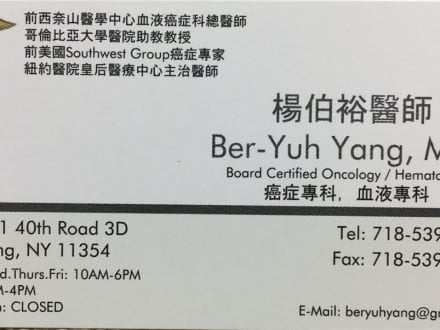 前西奈山醫學中心血液癌症科總醫師
哥倫比亞大學醫院助教教授
前美國Southwest Group癌症專家
紐約醫院皇后醫療中心主治醫師
楊伯裕醫師
Ber-Yuh Yang, M
Board Certified Oncology / Hemato
癌症專科, 血液專科
1 40th Road 3D
ng, NY 11354
d.Thurs.Fri: 10AM-6PM
-4PM
: CLOSED
Tel: 718-539
Fax: 718-539
E-Mail: beryuhyang@g